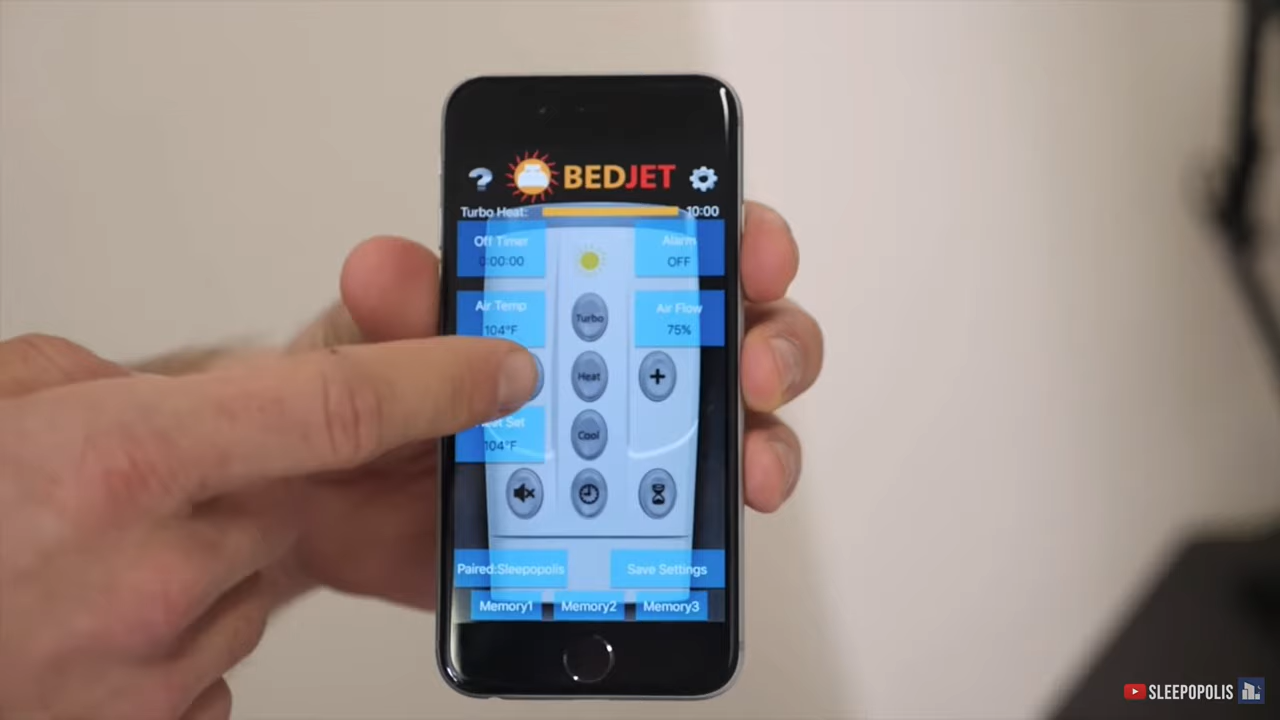 ?
BEDJET
Turbo Heat: 10:00
Off Timer
0:00:00
Alarm
OFF
Air Temp
104°F
Air Flow
75%
Turbo
Heat
+
Set
104°F
Cool
Paired:Sleepopolis
Save Settings
Memory1 Memory2 Memory3
SLEEPOPOLIS